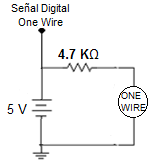 Señal Digital
One Wire
4.7 KΩ
5 V
ONE
WIRE